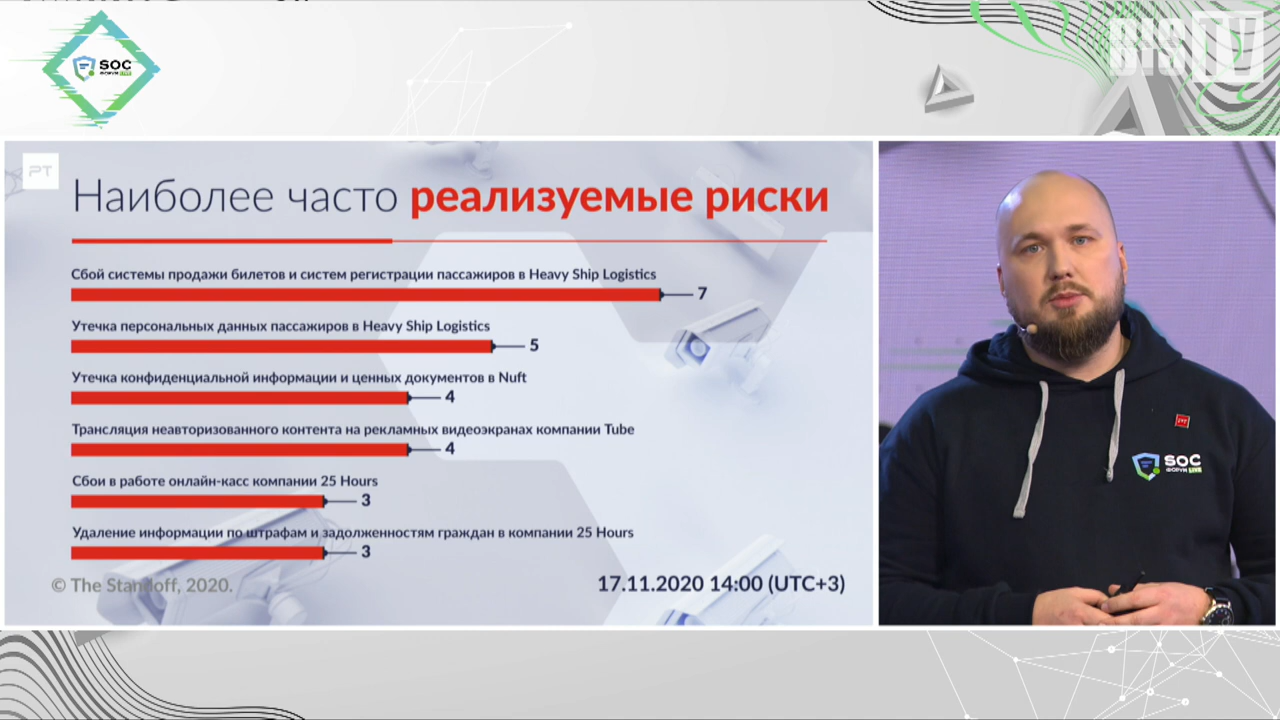 SOC
ФОРУМ LIVE
BIS TV
PT
Наиболее часто реализуемые риски
Сбой системы продажи билетов и систем регистрации пассажиров в Heavy Ship Logistics
7
Утечка персональных данных пассажиров в Heavy Ship Logistics
5
Утечка конфиденциальной информации и ценных документов в Nuft
4
Трансляция неавторизованного контента на рекламных видеоэкранах компании Tube
4
Сбои в работе онлайн-касс компании 25 Hours
3
Удаление информации по штрафам и задолженностям граждан в компании 25 Hours
3
© The Standoff, 2020.
17.11.2020 14:00 (UTC+3)
PT
SOC
ФОРУМ LIVE